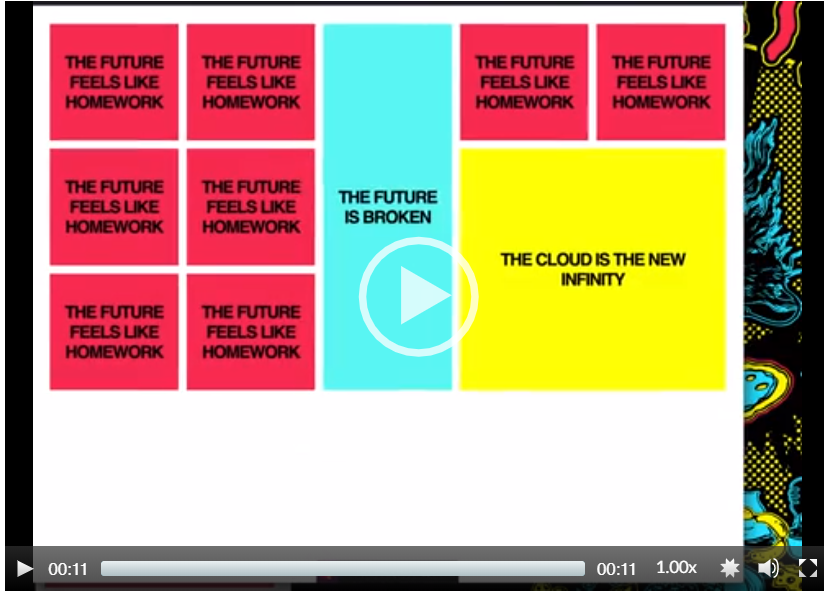 THE FUTURE
FEELS LIKE
HOMEWORK
THE FUTURE
FEELS LIKE
HOMEWORK
THE FUTURE
IS BROKEN
THE FUTURE
FEELS LIKE
HOMEWORK
THE FUTURE
FEELS LIKE
HOMEWORK
THE FUTURE
FEELS LIKE
HOMEWORK
THE FUTURE
FEELS LIKE
HOMEWORK
THE CLOUD IS THE NEW
INFINITY
THE FUTURE
FEELS LIKE
HOMEWORK
THE FUTURE
FEELS LIKE
HOMEWORK
00:11
00:11
1.00x